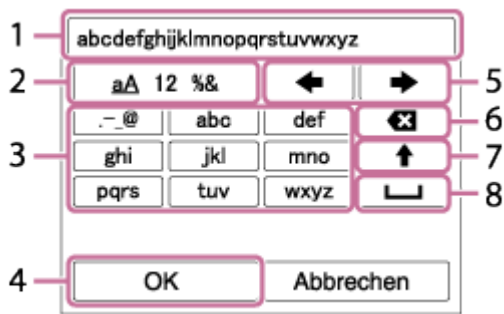 1 abcdefghijklmnopqrstuvwxyz
2 aA 12 %& 5
.-_@ abc def 6
3 ghi jkl mno 7
pqrs tuv wxyz 8
4 OK Abbrechen